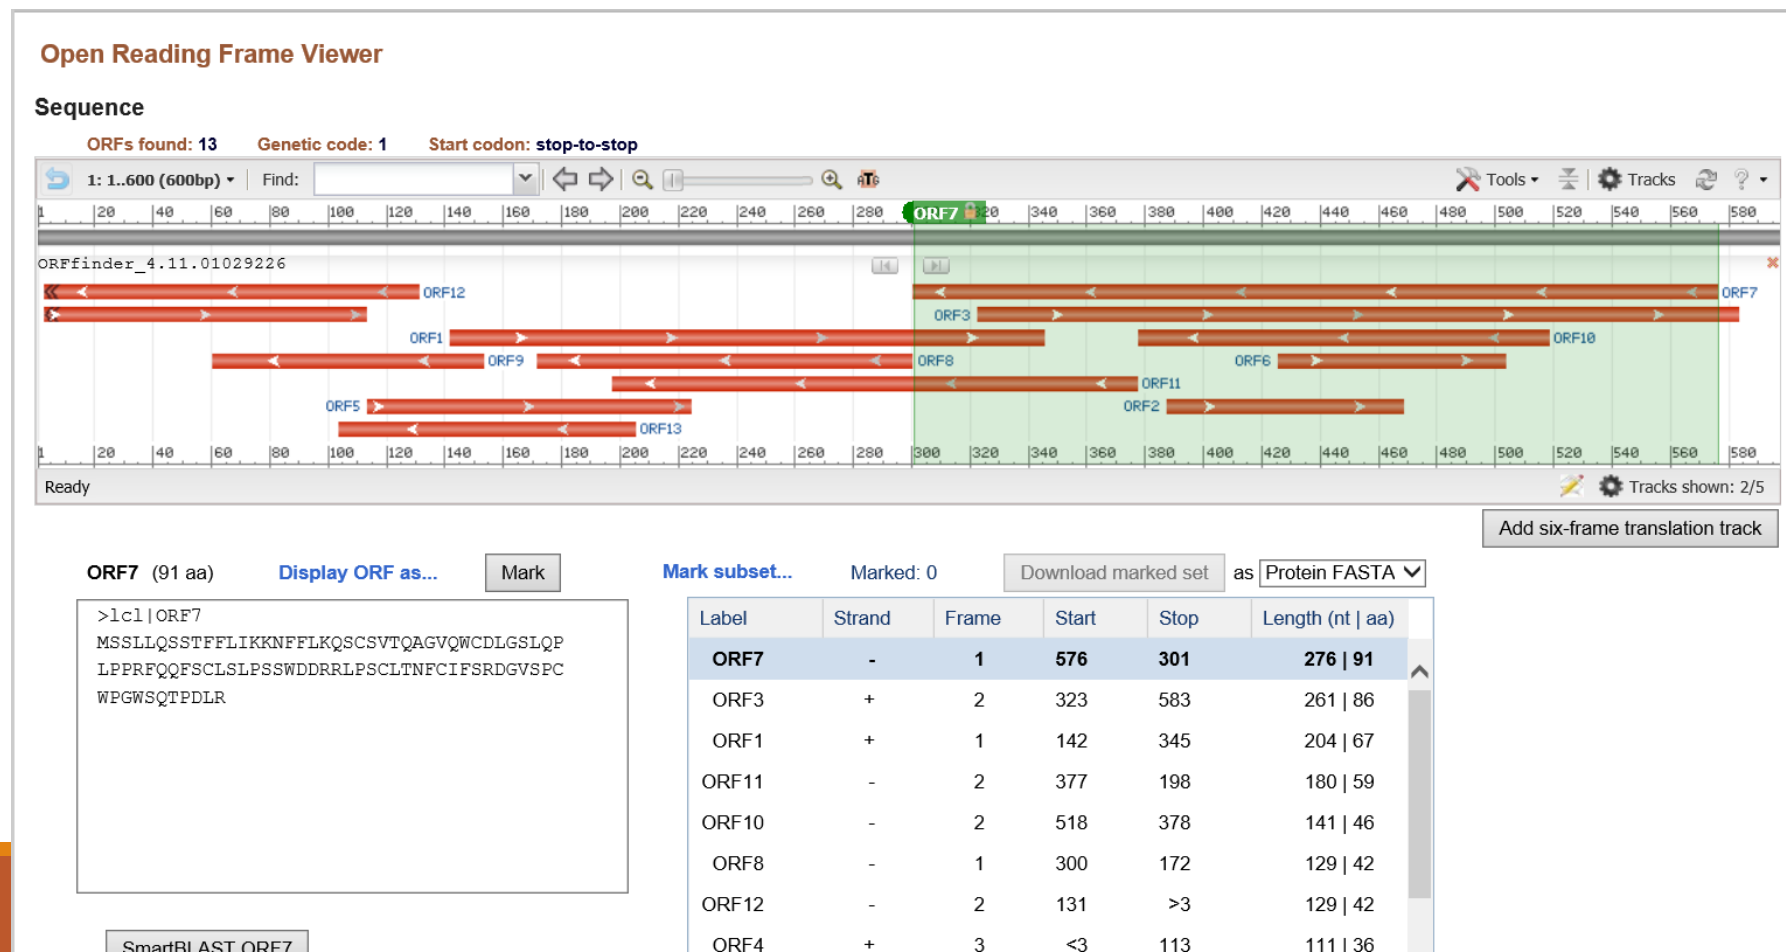 Open Reading Frame Viewer
Sequence
ORFs found: 13 Genetic code: 1 Start codon: stop-to-stop
1: 1..600 (600bp) Find: ATG Tools Tracks ?
1 20 40 60 80 100 120 140 160 180 200 220 240 260 280 ORF7 320 340 360 380 400 420 440 460 480 500 520 540 560 580
ORFfinder_4.11.01029226
ORF12 ORF7
ORF3
ORF1 ORF10
ORF9 ORF8 ORF6
ORF11
ORF5 ORF2
ORF13
1 20 40 60 80 100 120 140 160 180 200 220 240 260 280 300 320 340 360 380 400 420 440 460 480 500 520 540 560 580
Ready Tracks shown: 2/5
Add six-frame translation track
ORF7 (91 aa) Display ORF as... Mark Mark subset... Marked: 0 Download marked set as Protein FASTA
>lcl|ORF7
MSSLLQSSTFFLIKKNFFLKQSCSVTQAGVQWCDLGSLQP
LPPRFQQFSCLSLPSSWDDRRLPSCLTNFCIFSRDGVSPC
WPGWSQTPDLR
SmartBLAST ORF7
Label Strand Frame Start Stop Length (nt | aa)
ORF7 - 1 576 301 276 | 91
ORF3 + 2 323 583 261 | 86
ORF1 + 1 142 345 204 | 67
ORF11 - 2 377 198 180 | 59
ORF10 - 2 518 378 141 | 46
ORF8 - 1 300 172 129 | 42
ORF12 - 2 131 >3 129 | 42
ORF4 + 3 <3 113 111 | 36